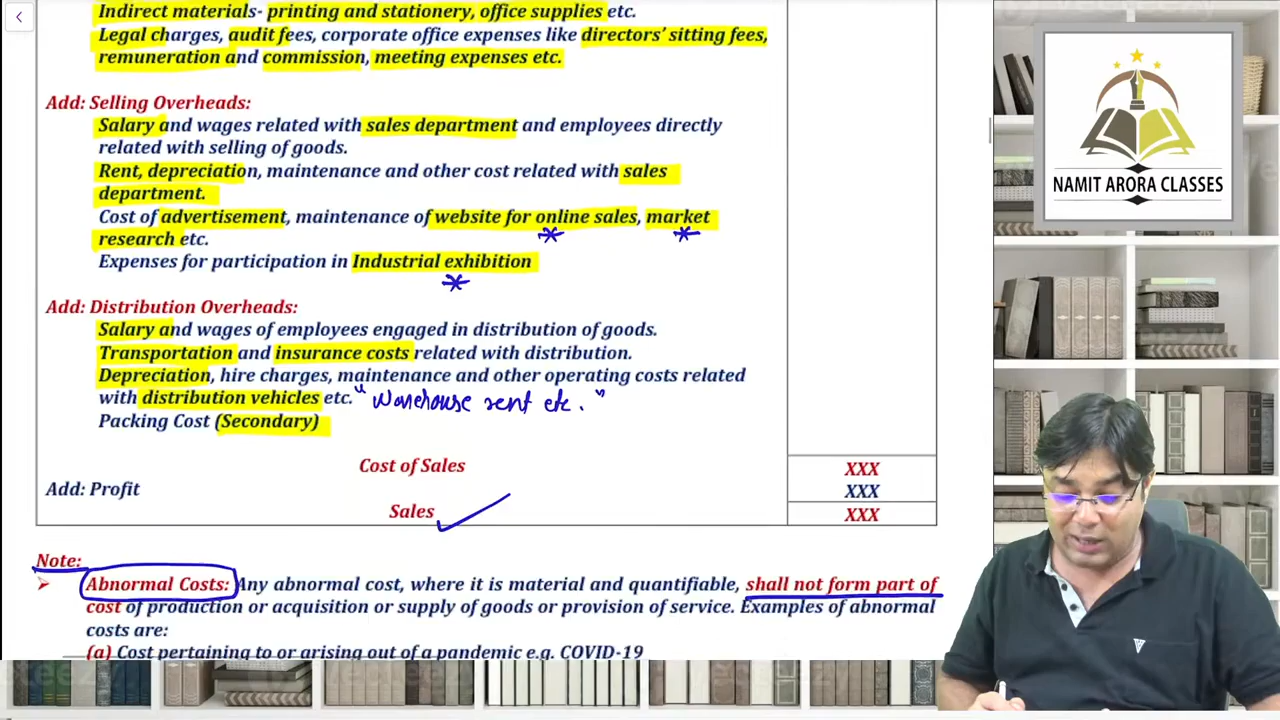 Indirect materials- printing and stationery, office supplies etc.
Legal charges, audit fees, corporate office expenses like directors' sitting fees,
remuneration and commission, meeting expenses etc.
Add: Selling Overheads:
Salary and wages related with sales department and employees directly
related with selling of goods.
Rent, depreciation, maintenance and other cost related with sales
department.
Cost of advertisement, maintenance of website for online sales, market
research etc.
Expenses for participation in Industrial exhibition
Add: Distribution Overheads:
Salary and wages of employees engaged in distribution of goods.
Transportation and insurance costs related with distribution.
Depreciation, hire charges, maintenance and other operating costs related
with distribution vehicles etc. "Warehouse rent etc."
Packing Cost (Secondary)
Cost of Sales XXX
Add: Profit XXX
Sales XXX
Note:
➢ Abnormal Costs: Any abnormal cost, where it is material and quantifiable, shall not form part of
cost of production or acquisition or supply of goods or provision of service. Examples of abnormal
costs are:
(a) Cost pertaining to or arising out of a pandemic e.g. COVID-19
NAMIT ARORA CLASSES